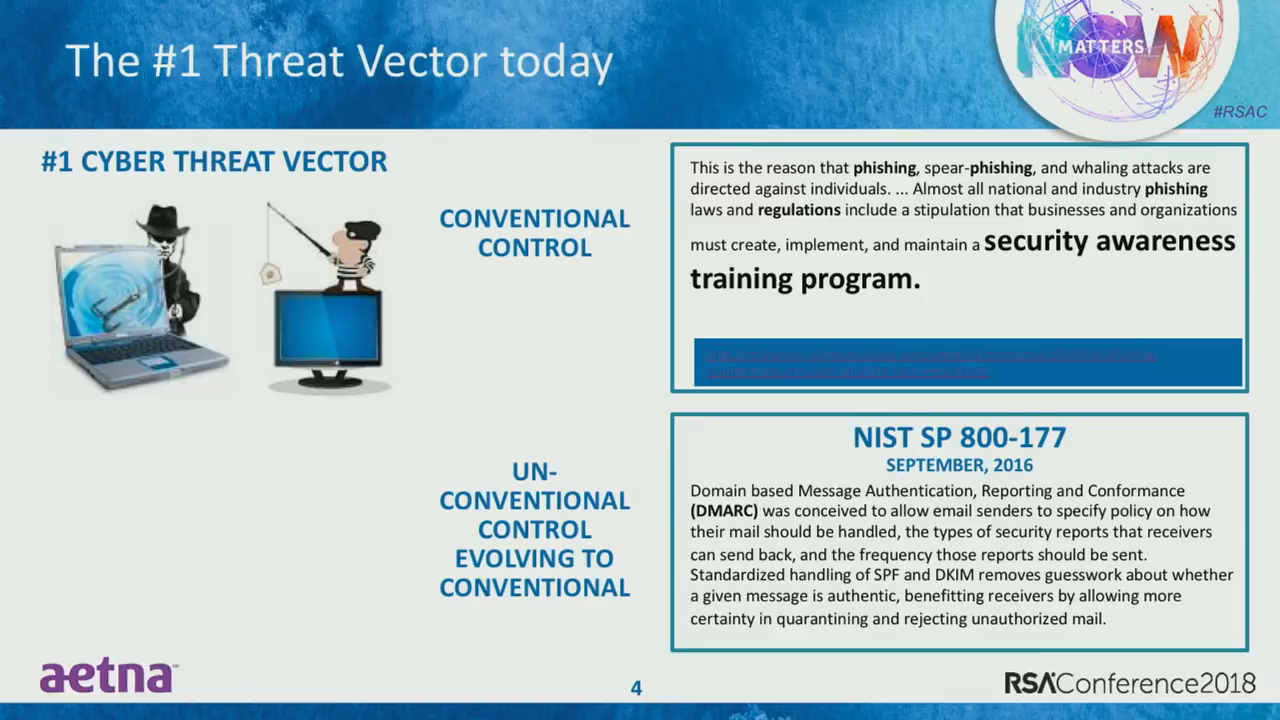 The #1 Threat Vector today
NOW
MATTERS
#RSAC
#1 CYBER THREAT VECTOR
CONVENTIONAL
CONTROL
This is the reason that phishing, spear-phishing, and whaling attacks are
directed against individuals. ... Almost all national and industry phishing
laws and regulations include a stipulation that businesses and organizations
must create, implement, and maintain a security awareness
training program.
UN-
CONVENTIONAL
CONTROL
EVOLVING TO
CONVENTIONAL
NIST SP 800-177
SEPTEMBER, 2016
Domain based Message Authentication, Reporting and Conformance
(DMARC) was conceived to allow email senders to specify policy on how
their mail should be handled, the types of security reports that receivers
can send back, and the frequency those reports should be sent.
Standardized handling of SPF and DKIM removes guesswork about whether
a given message is authentic, benefitting receivers by allowing more
certainty in quarantining and rejecting unauthorized mail.
aetna
4
RSAConference2018